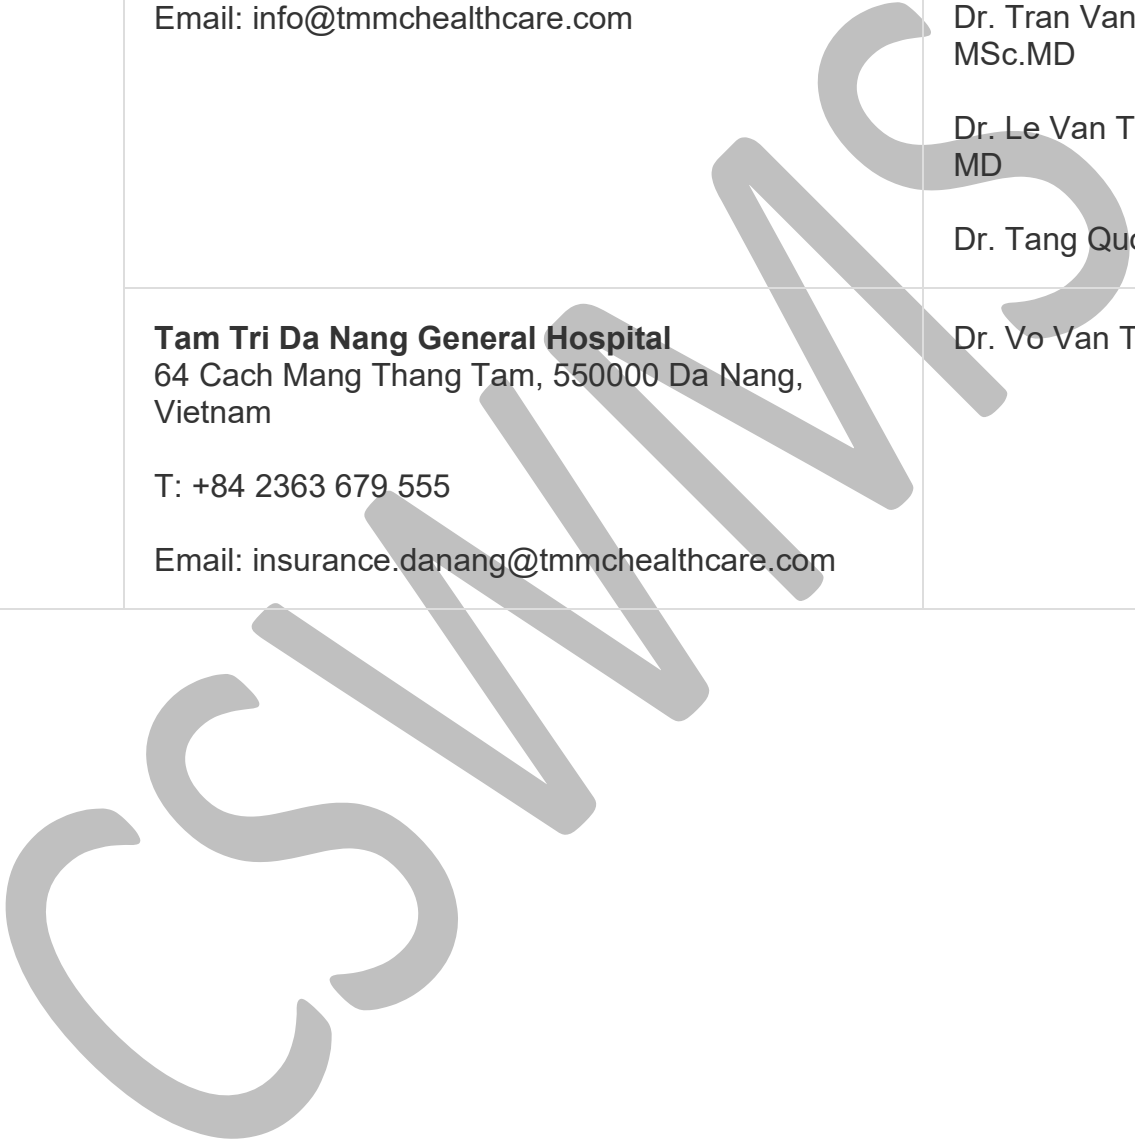 Email: info@tmmchealthcare.com
Dr. Tran Van
MSc.MD
Dr. Le Van T
MD
Dr. Tang
Tam Tri Da Nang General Hospital
64 Cach Mang Thang Tam, 550000 Da Nang,
Vietnam
T: +84 2363 679 555
Email: insurance.danang@tmmchealthcare.com
Dr. Vo Van T
CSWMMS